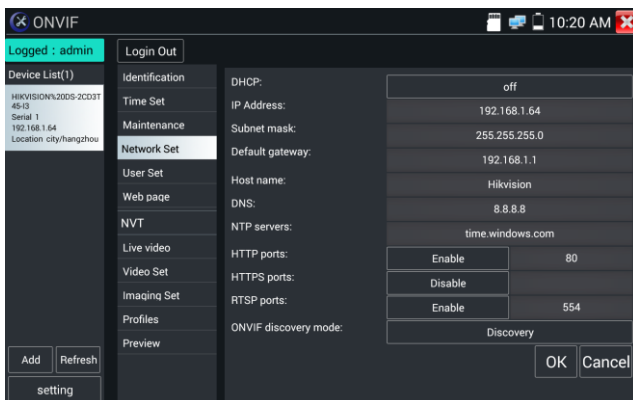 ONVIF
10:20 AM
Logged : admin
Login Out
Device List(1)
HIKVISION%20DS-2CD3T
45-I3
Serial 1
192.168.1.64
Location city/hangzhou
Add
Refresh
setting
Identification
Time Set
Maintenance
Network Set
User Set
Web page
NVT
Live video
Video Set
Imaging Set
Profiles
Preview
DHCP: off
IP Address: 192.168.1.64
Subnet mask: 255.255.255.0
Default gateway: 192.168.1.1
Host name: Hikvision
DNS: 8.8.8.8
NTP servers: time.windows.com
HTTP ports: Enable 80
HTTPS ports: Disable
RTSP ports: Enable 554
ONVIF discovery mode: Discovery
OK
Cancel